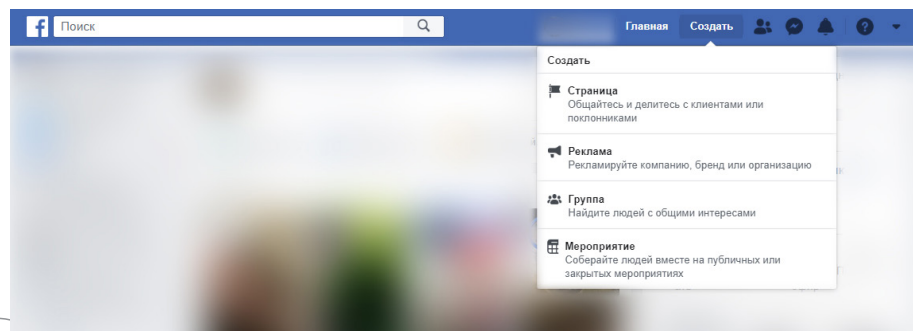 f Поиск Главная Создать
Создать
Страница
Общайтесь и делитесь с клиентами или
поклонниками
Реклама
Рекламируйте компанию, бренд или организацию
Группа
Найдите людей с общими интересами
Мероприятие
Соберайте людей вместе на публичных или
закрытых мероприятиях